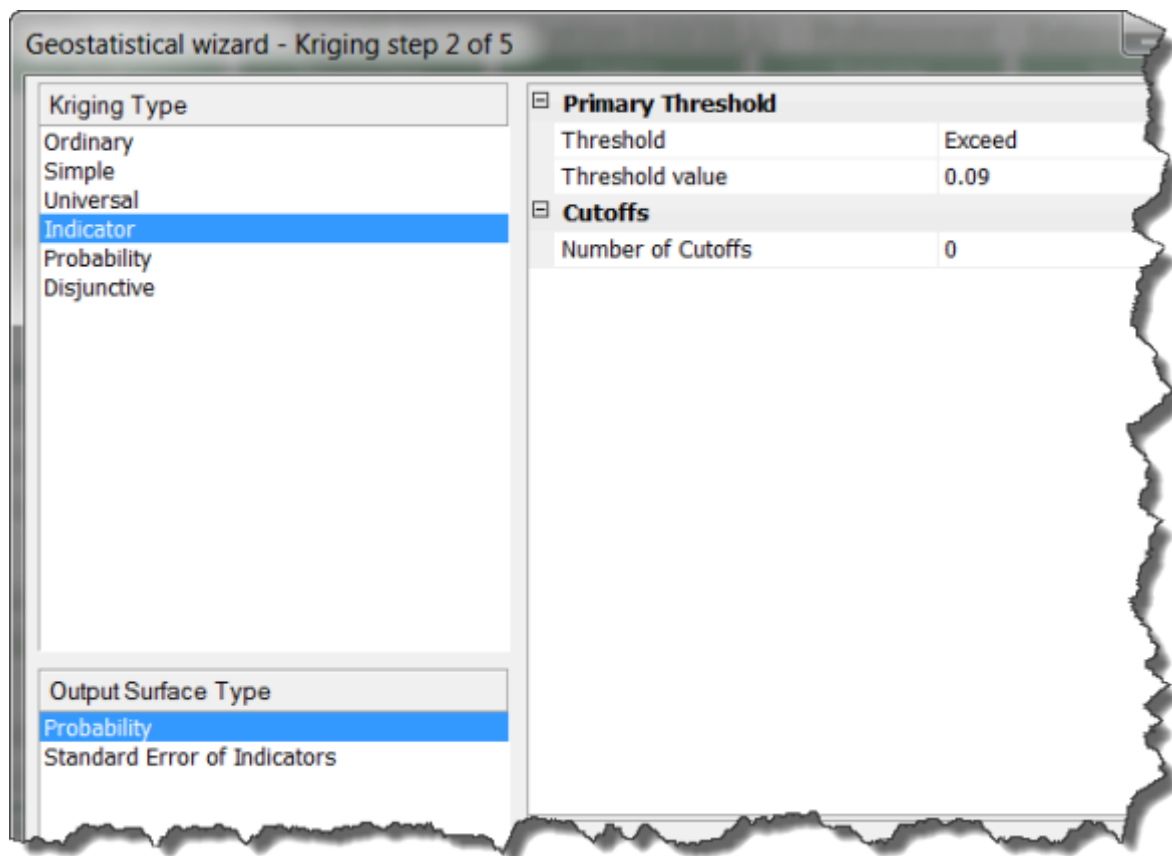 Geostatistical wizard - Kriging step 2 of 5
Kriging Type
Ordinary
Simple
Universal
Indicator
Probability
Disjunctive
Output Surface Type
Probability
Standard Error of Indicators
Primary Threshold
Threshold Exceed
Threshold value 0.09
Cutoffs
Number of Cutoffs 0